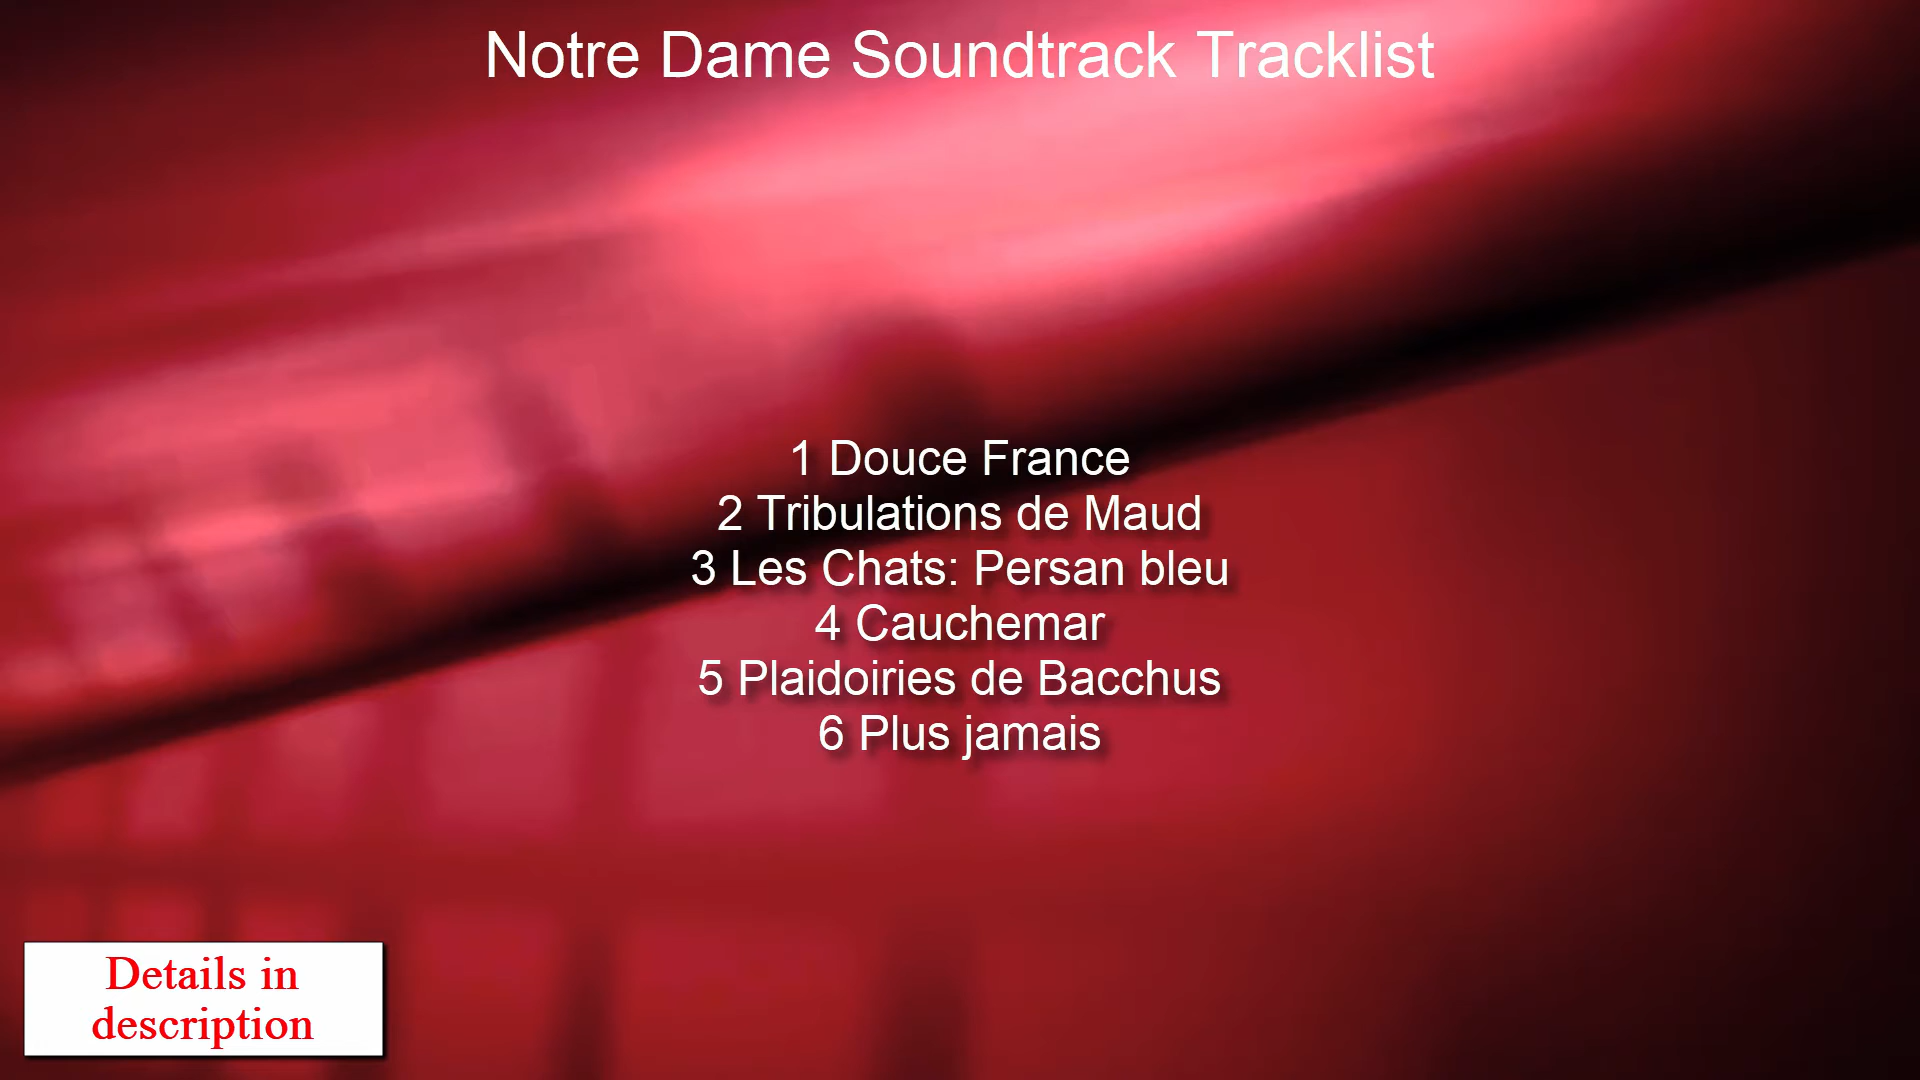 Notre Dame Soundtrack Tracklist
1 Douce France
2 Tribulations de Maud
3 Les Chats: Persan bleu
4 Cauchemar
5 Plaidoiries de Bacchus
6 Plus jamais
Details in
description